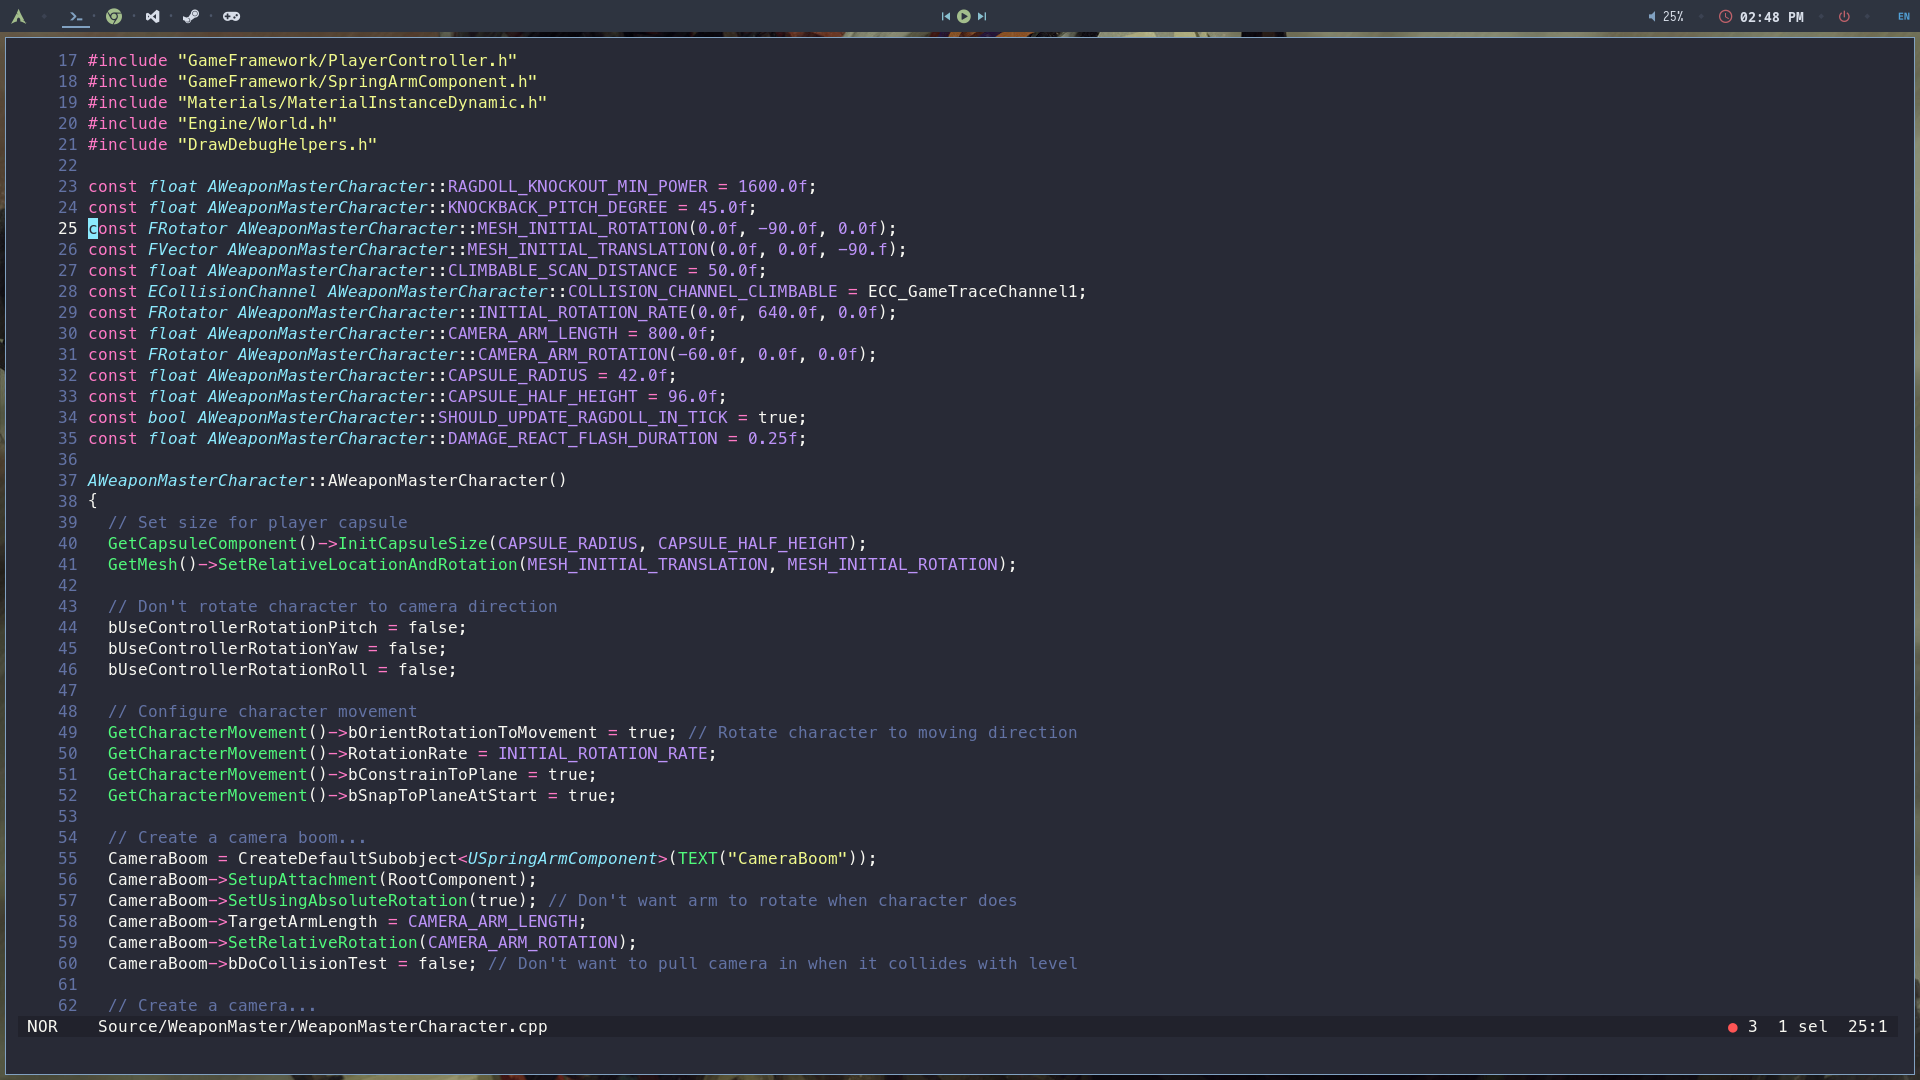 25% 02:48 PM EN
17 #include "GameFramework/PlayerController.h"
18 #include "GameFramework/SpringArmComponent.h"
19 #include "Materials/MaterialInstanceDynamic.h"
20 #include "Engine/World.h"
21 #include "DrawDebugHelpers.h"
22
23 const float AWeaponMasterCharacter::RAGDOLL_KNOCKOUT_MIN_POWER = 1600.0f;
24 const float AWeaponMasterCharacter::KNOCKBACK_PITCH_DEGREE = 45.0f;
25 const FRotator AWeaponMasterCharacter::MESH_INITIAL_ROTATION(0.0f, -90.0f, 0.0f);
26 const FVector AWeaponMasterCharacter::MESH_INITIAL_TRANSLATION(0.0f, 0.0f, -90.f);
27 const float AWeaponMasterCharacter::CLIMBABLE_SCAN_DISTANCE = 50.0f;
28 const ECollisionChannel AWeaponMasterCharacter::COLLISION_CHANNEL_CLIMBABLE = ECC_GameTraceChannel1;
29 const FRotator AWeaponMasterCharacter::INITIAL_ROTATION_RATE(0.0f, 640.0f, 0.0f);
30 const float AWeaponMasterCharacter::CAMERA_ARM_LENGTH = 800.0f;
31 const FRotator AWeaponMasterCharacter::CAMERA_ARM_ROTATION(-60.0f, 0.0f, 0.0f);
32 const float AWeaponMasterCharacter::CAPSULE_RADIUS = 42.0f;
33 const float AWeaponMasterCharacter::CAPSULE_HALF_HEIGHT = 96.0f;
34 const bool AWeaponMasterCharacter::SHOULD_UPDATE_RAGDOLL_IN_TICK = true;
35 const float AWeaponMasterCharacter::DAMAGE_REACT_FLASH_DURATION = 0.25f;
36
37 AWeaponMasterCharacter::AWeaponMasterCharacter()
38 {
39   // Set size for player capsule
40   GetCapsuleComponent()->InitCapsuleSize(CAPSULE_RADIUS, CAPSULE_HALF_HEIGHT);
41   GetMesh()->SetRelativeLocationAndRotation(MESH_INITIAL_TRANSLATION, MESH_INITIAL_ROTATION);
42
43   // Don't rotate character to camera direction
44   bUseControllerRotationPitch = false;
45   bUseControllerRotationYaw = false;
46   bUseControllerRotationRoll = false;
47
48   // Configure character movement
49   GetCharacterMovement()->bOrientRotationToMovement = true; // Rotate character to moving direction
50   GetCharacterMovement()->RotationRate = INITIAL_ROTATION_RATE;
51   GetCharacterMovement()->bConstrainToPlane = true;
52   GetCharacterMovement()->bSnapToPlaneAtStart = true;
53
54   // Create a camera boom...
55   CameraBoom = CreateDefaultSubobject<USpringArmComponent>(TEXT("CameraBoom"));
56   CameraBoom->SetupAttachment(RootComponent);
57   CameraBoom->SetUsingAbsoluteRotation(true); // Don't want arm to rotate when character does
58   CameraBoom->TargetArmLength = CAMERA_ARM_LENGTH;
59   CameraBoom->SetRelativeRotation(CAMERA_ARM_ROTATION);
60   CameraBoom->bDoCollisionTest = false; // Don't want to pull camera in when it collides with level
61
62   // Create a camera...
NOR Source/WeaponMaster/WeaponMasterCharacter.cpp ● 3 1 sel 25:1